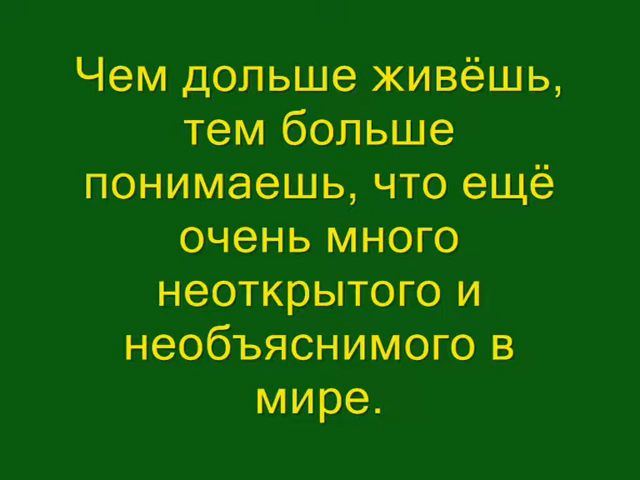 Чем дольше живёшь,
тем больше
понимаешь, что ещё
очень много
неоткрытого и
необъяснимого в
мире.